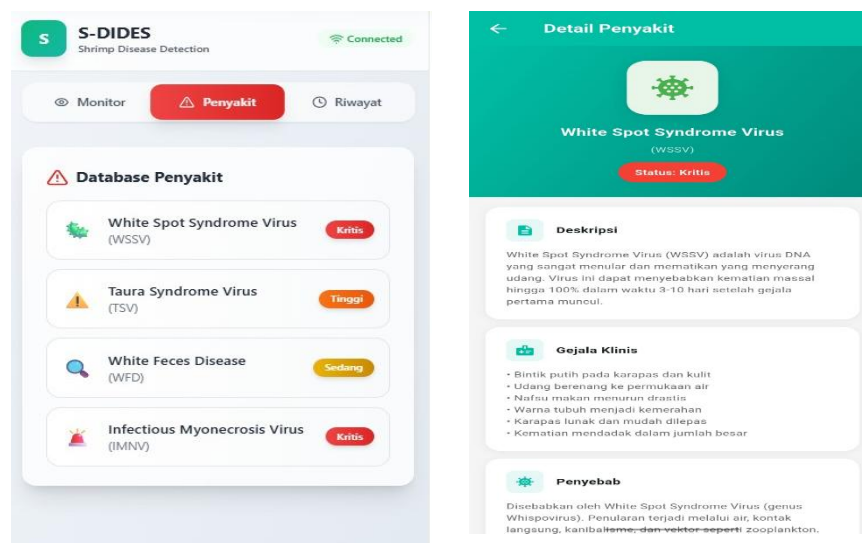 S
S-DIDES
Shrimp Disease Detection
Connected
Monitor
Penyakit
Riwayat
Database Penyakit
White Spot Syndrome Virus
(WSSV)
Kritis
Taura Syndrome Virus
(TSV)
Tinggi
White Feces Disease
(WFD)
Sedang
Infectious Myonecrosis Virus
(IMNV)
Kritis
Detail Penyakit
White Spot Syndrome Virus
(WSSV)
Status: Kritis
Deskripsi
White Spot Syndrome Virus (WSSV) adalah virus DNA
yang sangat menular dan mematikan yang menyerang
udang. Virus ini dapat menyebabkan kematian massal
hingga 100% dalam waktu 3-10 hari setelah gejala
pertama muncul.
Gejala Klinis
• Bintik putih pada karapas dan kulit
• Udang berenang ke permukaan air
• Nafsu makan menurun drastis
• Warna tubuh menjadi kemerahan
• Karapas lunak dan mudah dilepas
• Kematian mendadak dalam jumlah besar
Penyebab
Disebabkan oleh White Spot Syndrome Virus (genus
Whispovirus). Penularan terjadi melalui air, kontak
langsung, kanibalisme, dan vektor seperti zooplankton.